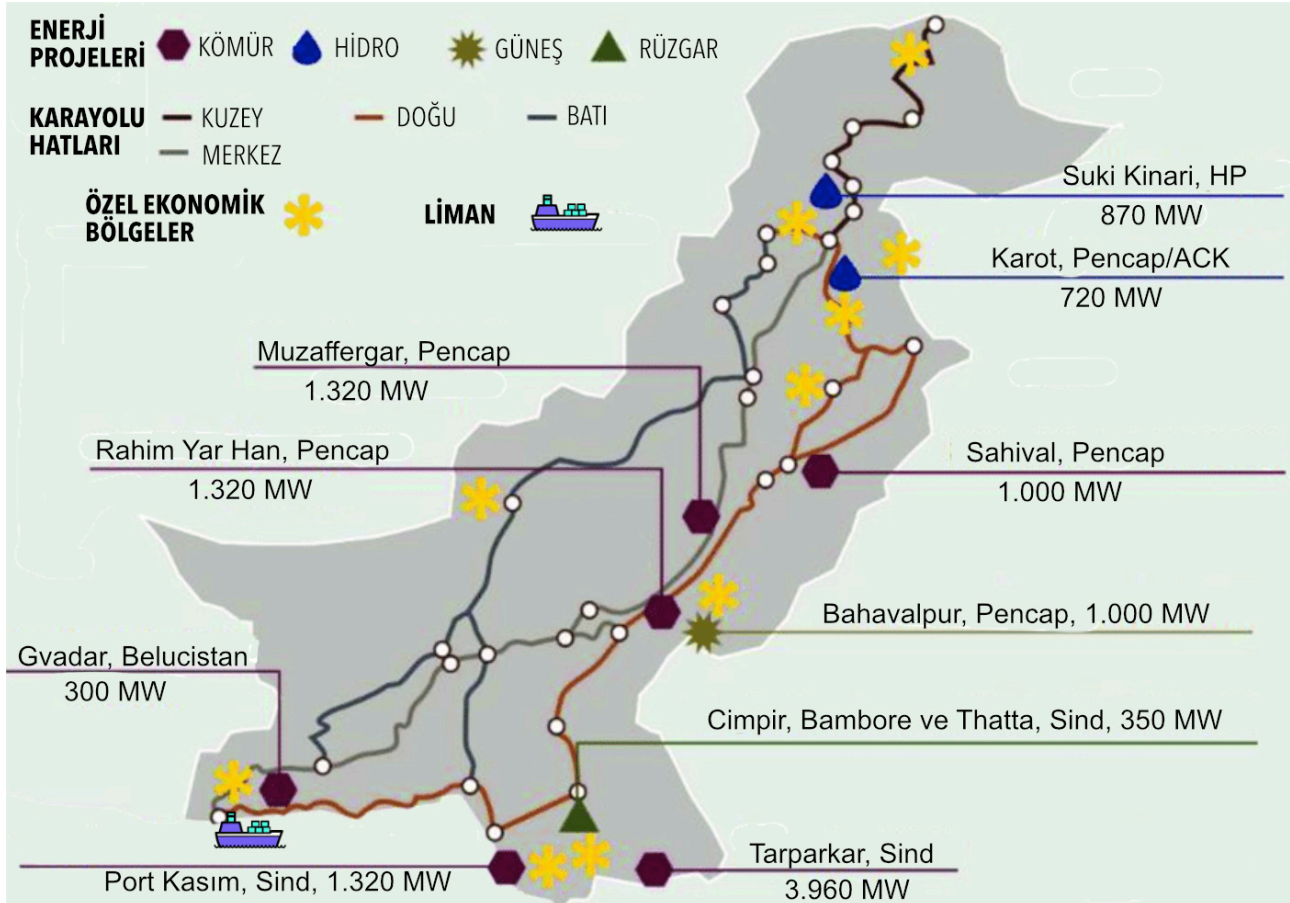 ENERJİ
PROJELERİ
KÖMÜR
HİDRO
GÜNEŞ
RÜZGAR
KARAYOLU
HATLARI
KUZEY
DOĞU
BATI
MERKEZ
ÖZEL EKONOMİK
BÖLGELER
LİMAN
Suki Kinari, HP
870 MW
Karot, Pencap/ACK
720 MW
Muzaffergar, Pencap
1.320 MW
Rahim Yar Han, Pencap
1.320 MW
Sahival, Pencap
1.000 MW
Bahavalpur, Pencap, 1.000 MW
Gvadar, Belucistan
300 MW
Cimpir, Bambore ve Thatta, Sind, 350 MW
Port Kasım, Sind, 1.320 MW
Tarparkar, Sind
3.960 MW